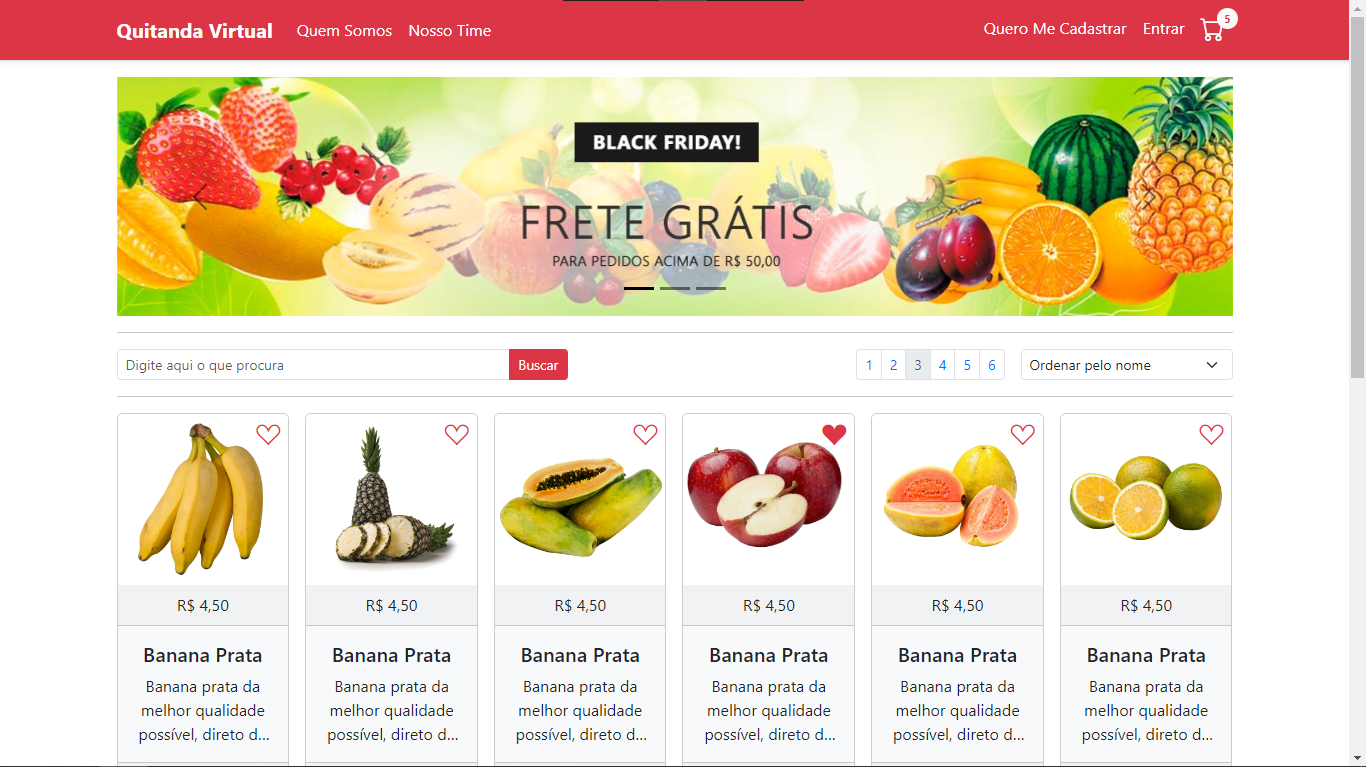 Quitanda Virtual Quem Somos Nosso Time Quero Me Cadastrar Entrar 5
BLACK FRIDAY!
FRETE GRÁTIS
PARA PEDIDOS ACIMA DE R$ 50,00
Digite aqui o que procura Buscar 1 2 3 4 5 6 Ordenar pelo nome
R$ 4,50 R$ 4,50 R$ 4,50 R$ 4,50 R$ 4,50 R$ 4,50
Banana Prata Banana Prata Banana Prata Banana Prata Banana Prata Banana Prata
Banana prata da Banana prata da Banana prata da Banana prata da Banana prata da Banana prata da
melhor qualidade melhor qualidade melhor qualidade melhor qualidade melhor qualidade melhor qualidade
possível, direto d... possível, direto d... possível, direto d... possível, direto d... possível, direto d... possível, direto d...